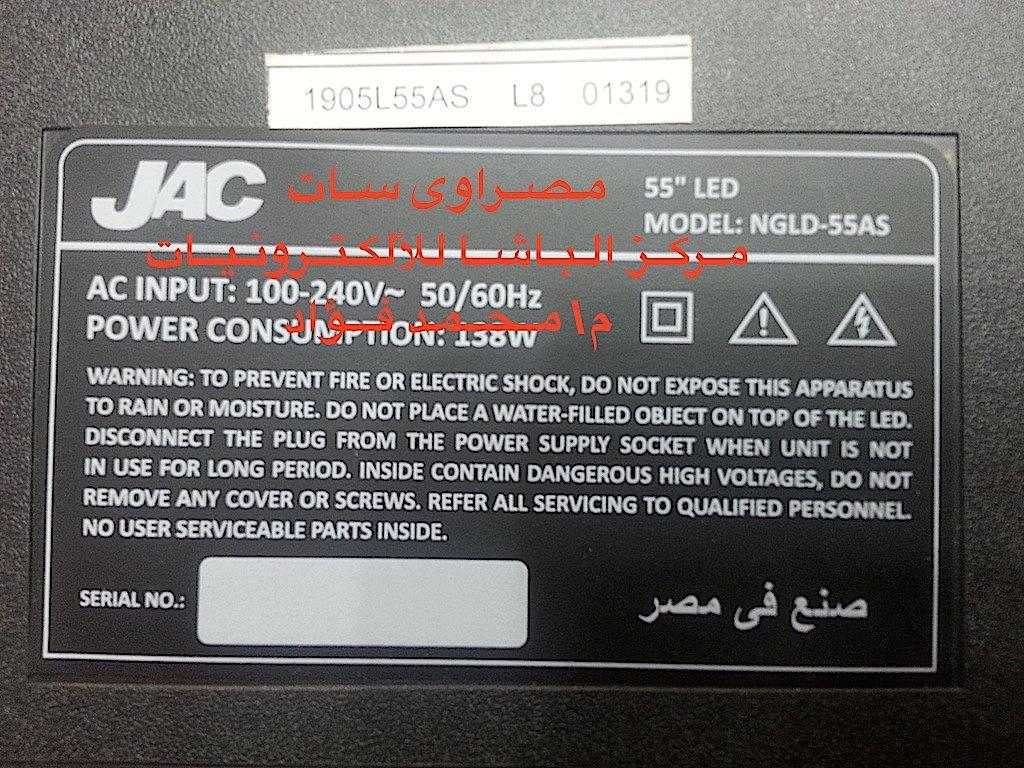 1905L55AS L8 01319
JAC
مصراوى سات
55" LED
MODEL: NGLD-55AS
مركز الباشا للألكترونيات
AC INPUT: 100-240V~ 50/60Hz
م\ محمد فؤاد
POWER CONSUMPTION: 138W
WARNING: TO PREVENT FIRE OR ELECTRIC SHOCK, DO NOT EXPOSE THIS APPARATUS
TO RAIN OR MOISTURE. DO NOT PLACE A WATER-FILLED OBJECT ON TOP OF THE LED.
DISCONNECT THE PLUG FROM THE POWER SUPPLY SOCKET WHEN UNIT IS NOT
IN USE FOR LONG PERIOD. INSIDE CONTAIN DANGEROUS HIGH VOLTAGES, DO NOT
REMOVE ANY COVER OR SCREWS. REFER ALL SERVICING TO QUALIFIED PERSONNEL.
NO USER SERVICEABLE PARTS INSIDE.
SERIAL NO.:
صنع فى مصر